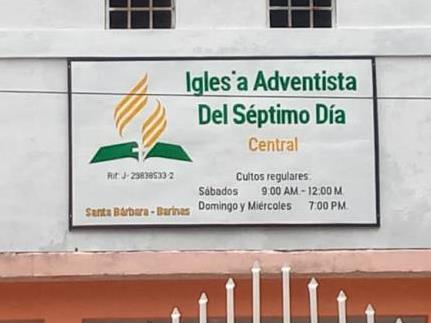 Iglesia Adventista
Del Séptimo Día
Central
Rif: J- 29838533-2
Cultos regulares:
Sábados 9:00 AM.- 12:00 M.
Domingo y Miércoles 7:00 PM.
Santa Bárbara - Barinas